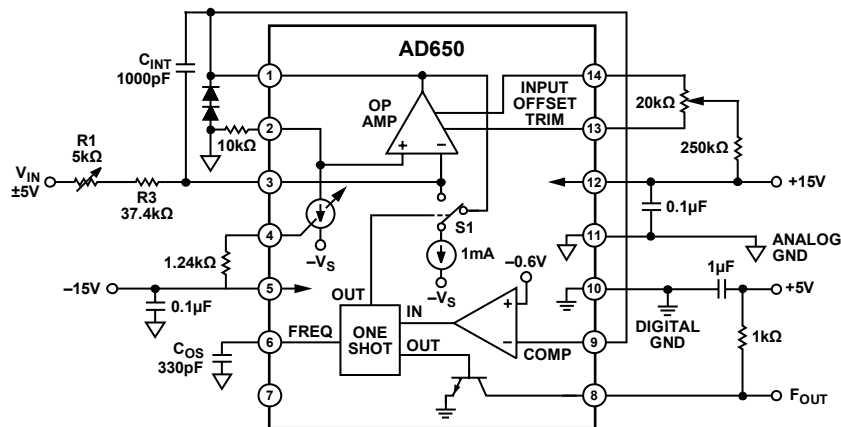 AD650
C_INT
1000pF
1
14
OP
AMP
INPUT
OFFSET
TRIM
20kΩ
2
10kΩ
+
−
13
250kΩ
R1
5kΩ
V_IN
±5V
R3
37.4kΩ
3
12
+15V
0.1µF
4
−V_S
S1
1mA
−V_S
11
ANALOG
GND
1.24kΩ
−15V
5
0.1µF
−0.6V
10
1µF
+5V
DIGITAL
GND
1kΩ
OUT
FREQ
ONE
SHOT
IN
OUT
+
−
COMP
6
9
C_OS
330pF
7
8
F_OUT